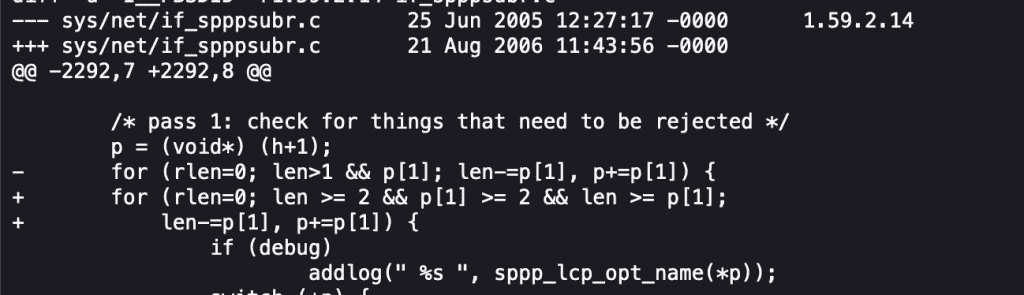 --- sys/net/if_spppsubr.c 25 Jun 2005 12:27:17 -0000 1.59.2.14
+++ sys/net/if_spppsubr.c 21 Aug 2006 11:43:56 -0000
@@ -2292,7 +2292,8 @@
/* pass 1: check for things that need to be rejected */
p = (void*) (h+1);
- for (rlen=0; len>1 && p[1]; len-=p[1], p+=p[1]) {
+ for (rlen=0; len >= 2 && p[1] >= 2 && len >= p[1];
+ len-=p[1], p+=p[1]) {
if (debug)
addlog(" %s ", sppp_lcp_opt_name(*p));
switch (*p) {